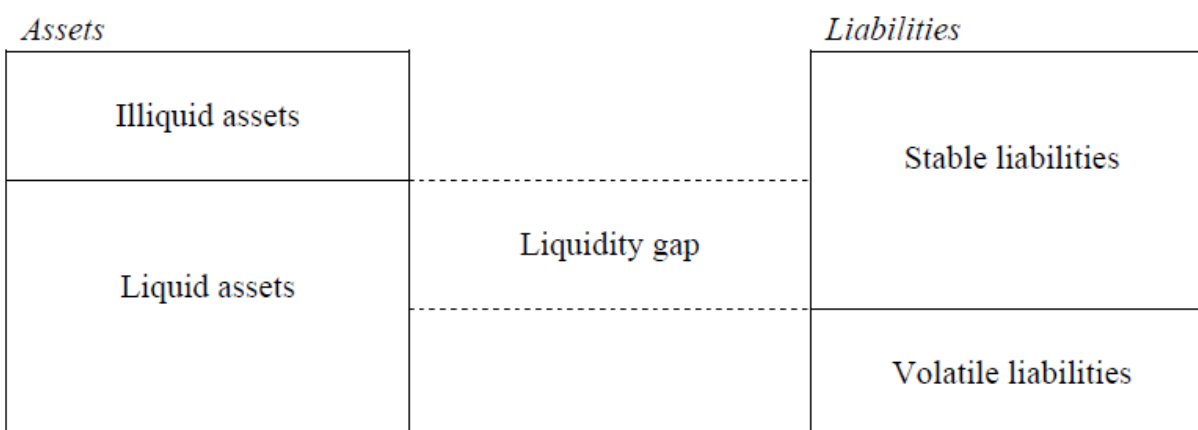 Assets
Liabilities
Illiquid assets
Stable liabilities
Liquidity gap
Liquid assets
Volatile liabilities